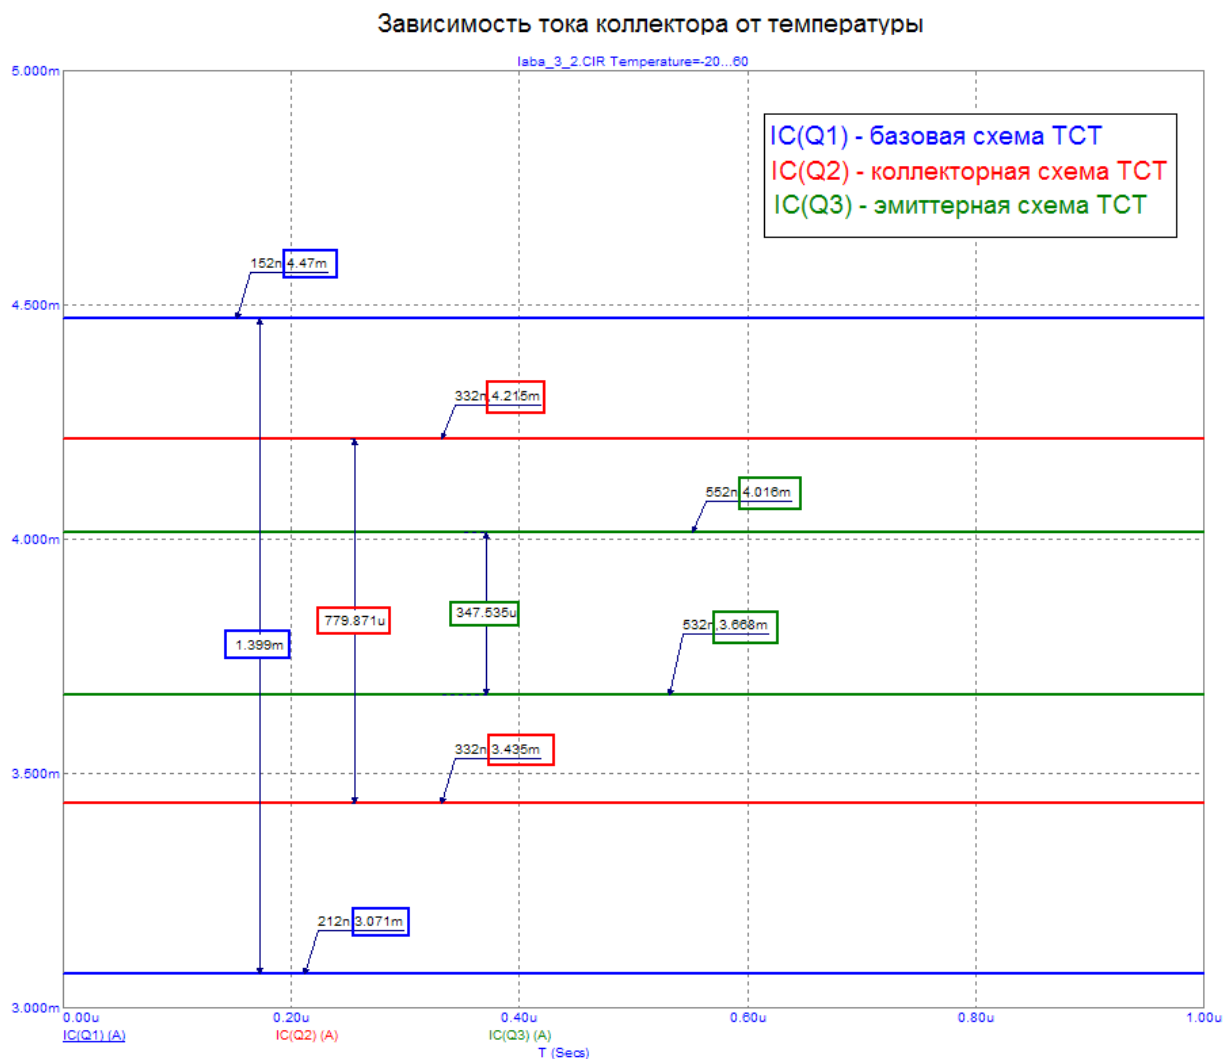 Зависимость тока коллектора от температуры
laba_3_2.CIR Temperature=-20...60
5.000m
IC(Q1) - базовая схема ТСТ
IC(Q2) - коллекторная схема ТСТ
IC(Q3) - эмиттерная схема ТСТ
152n,4.47m
4.500m
332n,4.215m
552n,4.016m
4.000m
347.535u
779.871u
532n,3.668m
1.399m
332n,3.435m
3.500m
212n,3.071m
3.000m
0.00u 0.20u 0.40u 0.60u 0.80u 1.00u
IC(Q1) (A) IC(Q2) (A) IC(Q3) (A)
T (Secs)